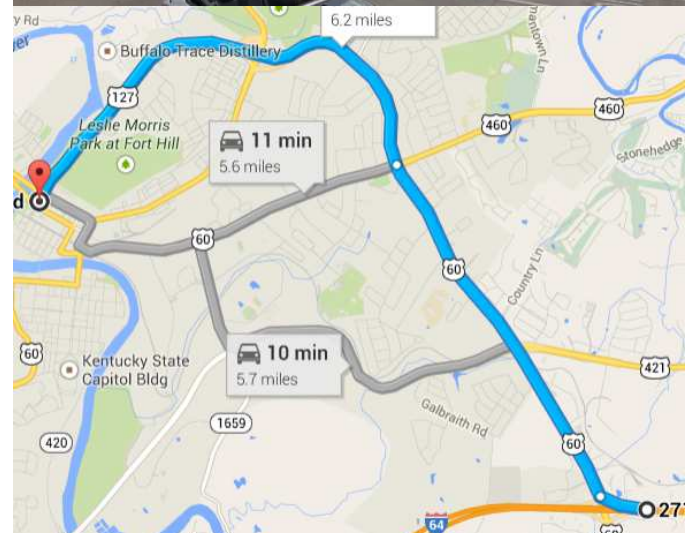 6.2 miles
Buffalo Trace Distillery
127
460
460
Leslie Morris
Park at Fort Hill
11 min
5.6 miles
Stonehedge
60
60
Country Ln
10 min
5.7 miles
60
Kentucky State
Capitol Bldg
421
Galbraith Rd
1659
420
60
64